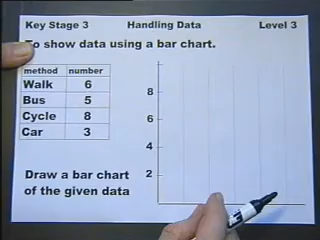 Key Stage 3 Handling Data Level 3
To show data using a bar chart.
method number
Walk 6
Bus 5
Cycle 8
Car 3
8
6
4
2
Draw a bar chart
of the given data